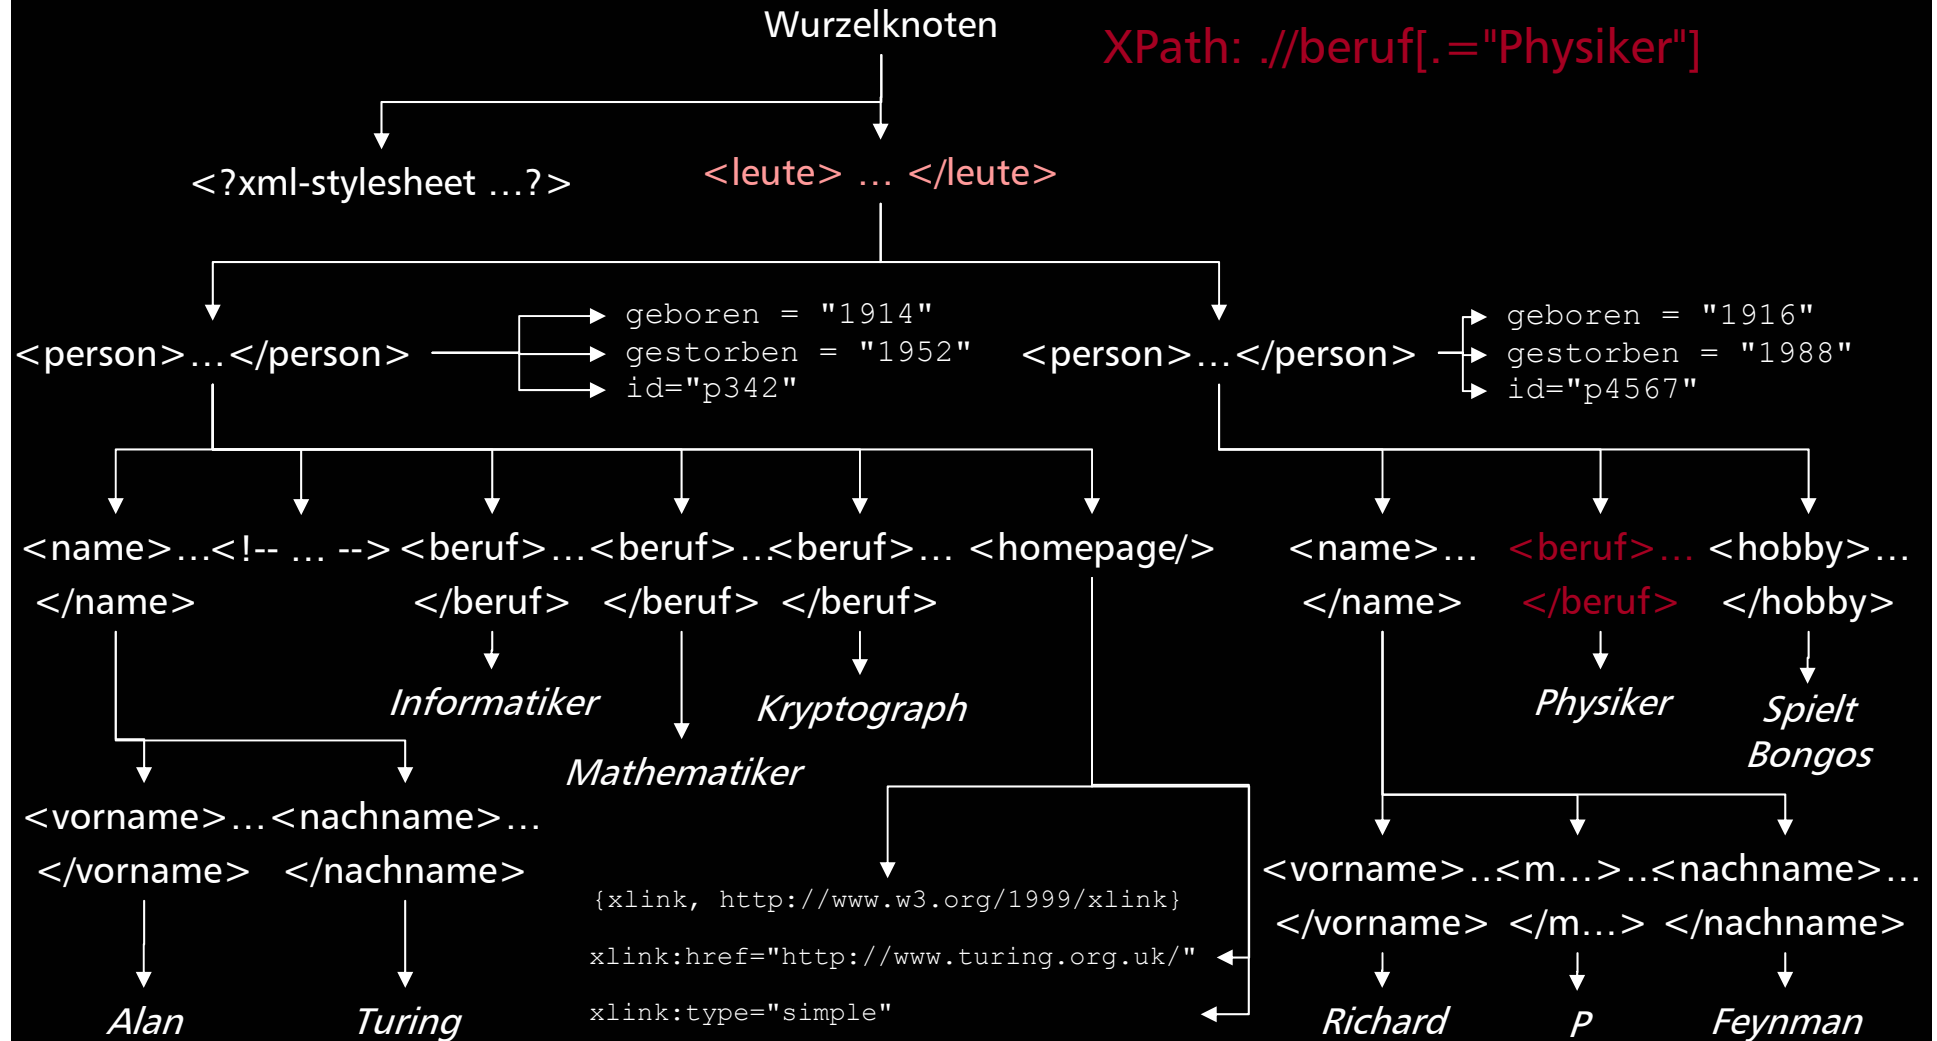 Wurzelknoten
XPath: .//beruf[.="Physiker"]
<?xml-stylesheet …?>
<leute> … </leute>
geboren = "1914"
geboren = "1916"
<person>…</person>
gestorben = "1952"
<person>…</person>
gestorben = "1988"
id="p342"
id="p4567"
<name>…
</name>
<!-- … -->
<beruf>…
</beruf>
<beruf>…
</beruf>
<beruf>…
</beruf>
<homepage/>
<name>…
</name>
<beruf>…
</beruf>
<hobby>…
</hobby>
Informatiker
Mathematiker
Kryptograph
Physiker
Spielt
Bongos
<vorname>…
</vorname>
<nachname>…
</nachname>
{xlink, http://www.w3.org/1999/xlink}
xlink:href="http://www.turing.org.uk/"
xlink:type="simple"
<vorname>…
</vorname>
<m…>…
</m…>
<nachname>…
</nachname>
Alan
Turing
Richard
P
Feynman